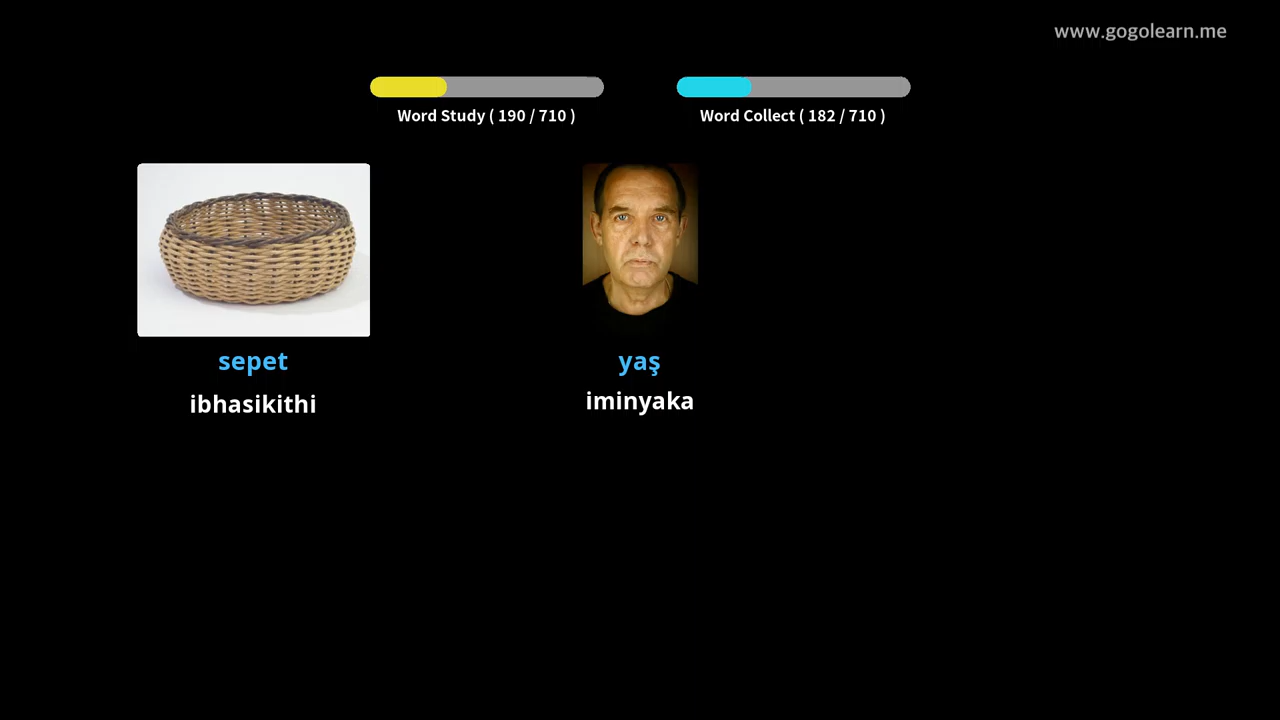 www.gogolearn.me
Word Study ( 190 / 710 )
Word Collect ( 182 / 710 )
sepet
ibhasikithi
yaş
iminyaka